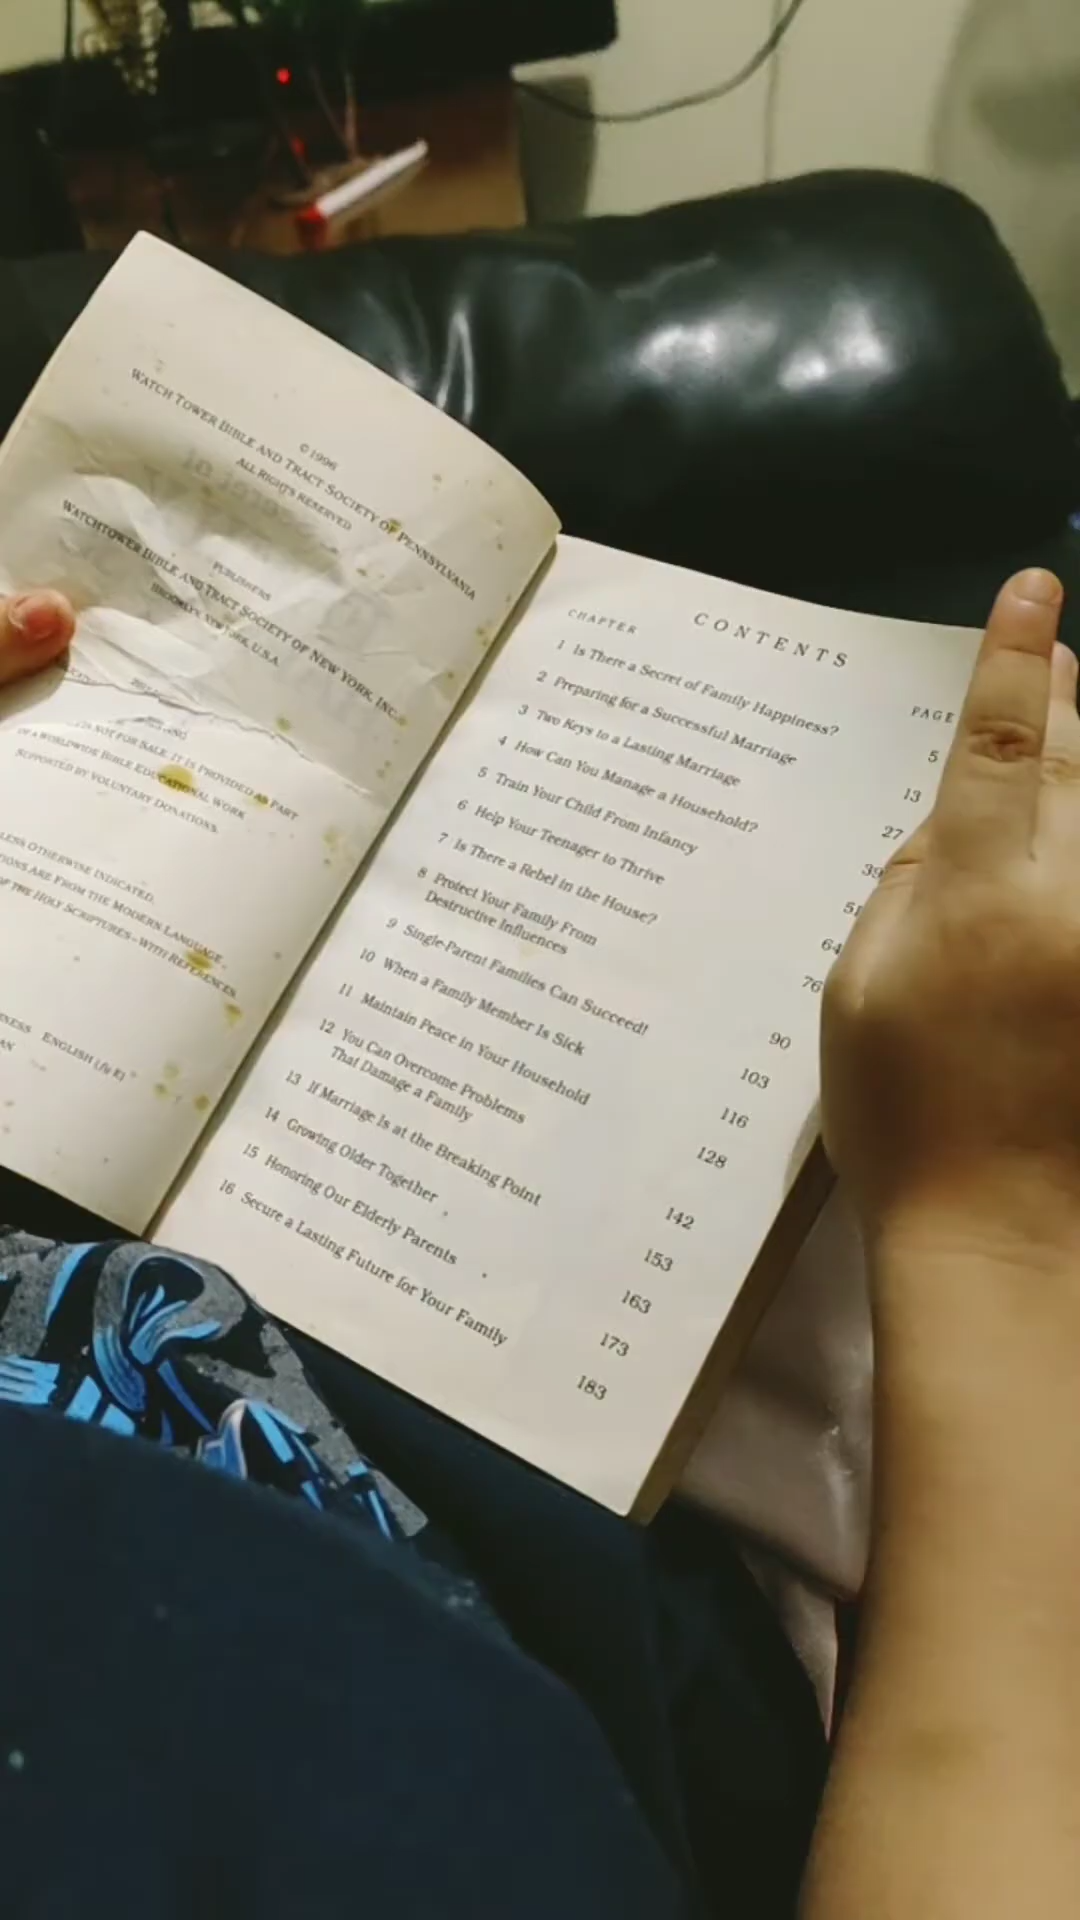 © 1996
WATCH TOWER BIBLE AND TRACT SOCIETY OF PENNSYLVANIA
ALL RIGHTS RESERVED
PUBLISHERS
WATCHTOWER BIBLE AND TRACT SOCIETY OF NEW YORK, INC.
BROOKLYN, NEW YORK, U.S.A.
IS NOT FOR SALE. IT IS PROVIDED AS PART
OF A WORLDWIDE BIBLE EDUCATIONAL WORK
SUPPORTED BY VOLUNTARY DONATIONS.
OTHERWISE INDICATED,
ARE FROM THE MODERN-LANGUAGE
OF THE HOLY SCRIPTURES—WITH REFERENCES
ENGLISH (fy E)
CONTENTS
CHAPTER PAGE
1 Is There a Secret of Family Happiness? 5
2 Preparing for a Successful Marriage 13
3 Two Keys to a Lasting Marriage 27
4 How Can You Manage a Household? 39
5 Train Your Child From Infancy 51
6 Help Your Teenager to Thrive 64
7 Is There a Rebel in the House? 76
8 Protect Your Family From
Destructive Influences 90
9 Single-Parent Families Can Succeed! 103
10 When a Family Member Is Sick 116
11 Maintain Peace in Your Household 128
12 You Can Overcome Problems
That Damage a Family 142
13 If Marriage Is at the Breaking Point 153
14 Growing Older Together 163
15 Honoring Our Elderly Parents 173
16 Secure a Lasting Future for Your Family 183